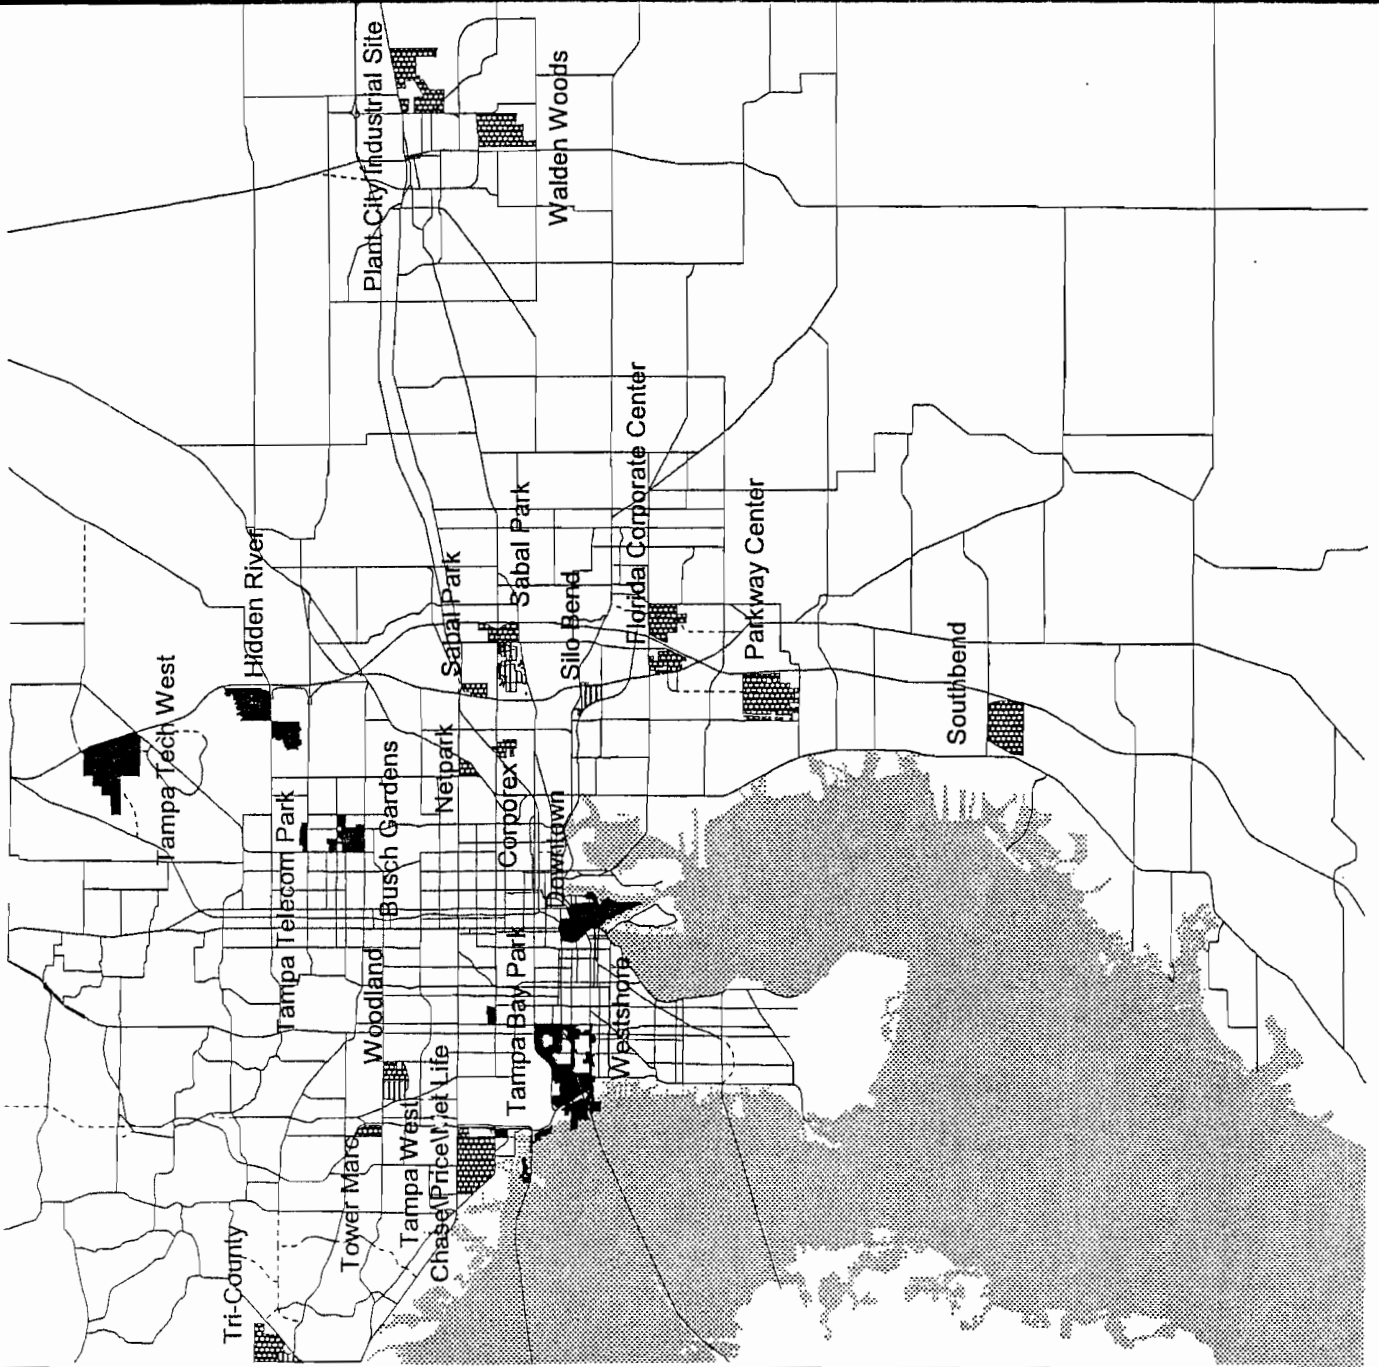 Plant City Industrial Site
Walden Woods
Hidden River
Sabal Park
Sabal Park
Silo Bend
Florida Corporate Center
Parkway Center
Southbend
Tampa Tech West
Tampa Telecom Park
Busch Gardens
Netpark
Corporex
Downtown
Woodland
Tampa Bay Park
Westshore
Tri-County
Tower Marc
Tampa West
Chase\Price\Met Life